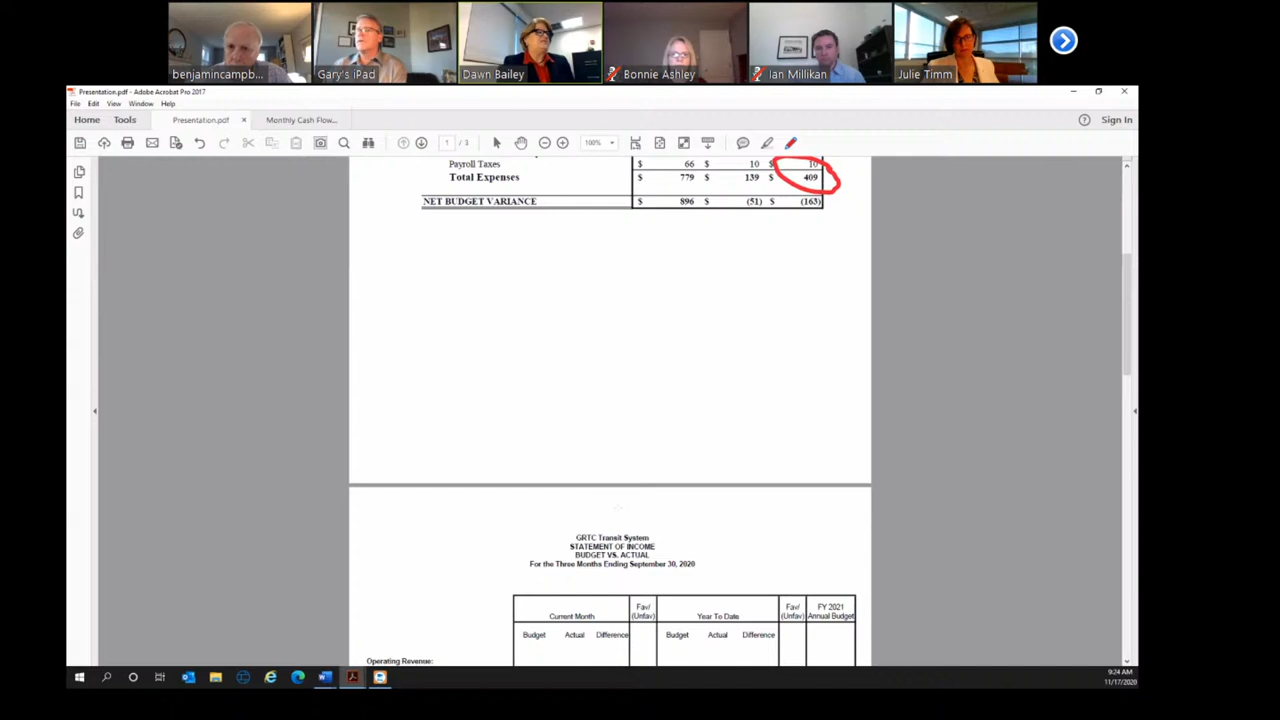 benjamincampb...
Gary's iPad
Dawn Bailey
Bonnie Ashley
Ian Millikan
Julie Timm
Presentation.pdf - Adobe Acrobat Pro 2017
File Edit View Window Help
Home Tools Presentation.pdf × Monthly Cash Flow... Sign In
1 / 3 100%
Payroll Taxes $ 66 $ 10 $ 10
Total Expenses $ 779 $ 139 $ 409
NET BUDGET VARIANCE $ 896 $ (51) $ (163)
GRTC Transit System
STATEMENT OF INCOME
BUDGET VS. ACTUAL
For the Three Months Ending September 30, 2020
Current Month Fav/ (Unfav) Year To Date Fav/ (Unfav) FY 2021 Annual Budget
Budget Actual Difference Budget Actual Difference
Operating Revenue:
9:24 AM
11/17/2020